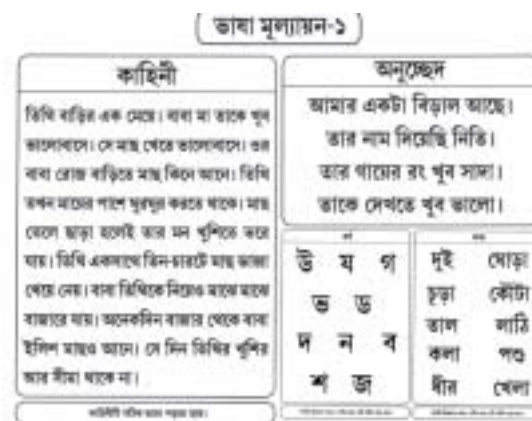 ভাষা মূল্যায়ন-১
কাহিনী
তিথি বাড়ির এক মেয়ে। বাবা মা তাকে খুব
ভালোবাসে। সে মাছ খেতে ভালোবাসে। ওর
বাবা রোজ বাড়িতে মাছ কিনে আনে। তিথি
তখন মায়ের পাশে ঘুরঘুর করতে থাকে। মাছ
তেলে ছাড়া হলেই তার মন খুশিতে ভরে
যায়। তিথি একসাথে তিন-চারটে মাছ ভাজা
খেয়ে নেয়। বাবা তিথিকে নিয়েও মাঝে মাঝে
বাজারে যায়। অনেকদিন বাজার থেকে বাবা
ইলিশ মাছও আনে। সে দিন তিথির খুশির
আর সীমা থাকে না।
অনুচ্ছেদ
আমার একটা বিড়াল আছে।
তার নাম দিয়েছি নিতি।
তার গায়ের রং খুব সাদা।
তাকে দেখতে খুব ভালো।
উ য গ
ভ ড
দ ন ব
শ জ
দুই ঘোড়া
চূড়া কৌটা
তাল লাঠি
কলা পশু
ধীর খেলা